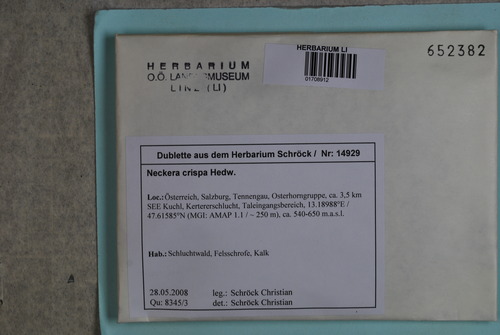 HERBARIUM
O.Ö. LANDESMUSEUM
LINZ (LI)
HERBARIUM LI
01708912
652382
Dublette aus dem Herbarium Schröck / Nr: 14929
Neckera crispa Hedw.
Loc.:Österreich, Salzburg, Tennengau, Osterhorngruppe, ca. 3,5 km
SEE Kuchl, Kertererschlucht, Taleingangsbereich, 13.18988°E /
47.61585°N (MGI: AMAP 1.1 / ~ 250 m), ca. 540-650 m.a.s.l.
Hab.: Schluchtwald, Felsschrofe, Kalk
28.05.2008 leg.: Schröck Christian
Qu: 8345/3 det.: Schröck Christian